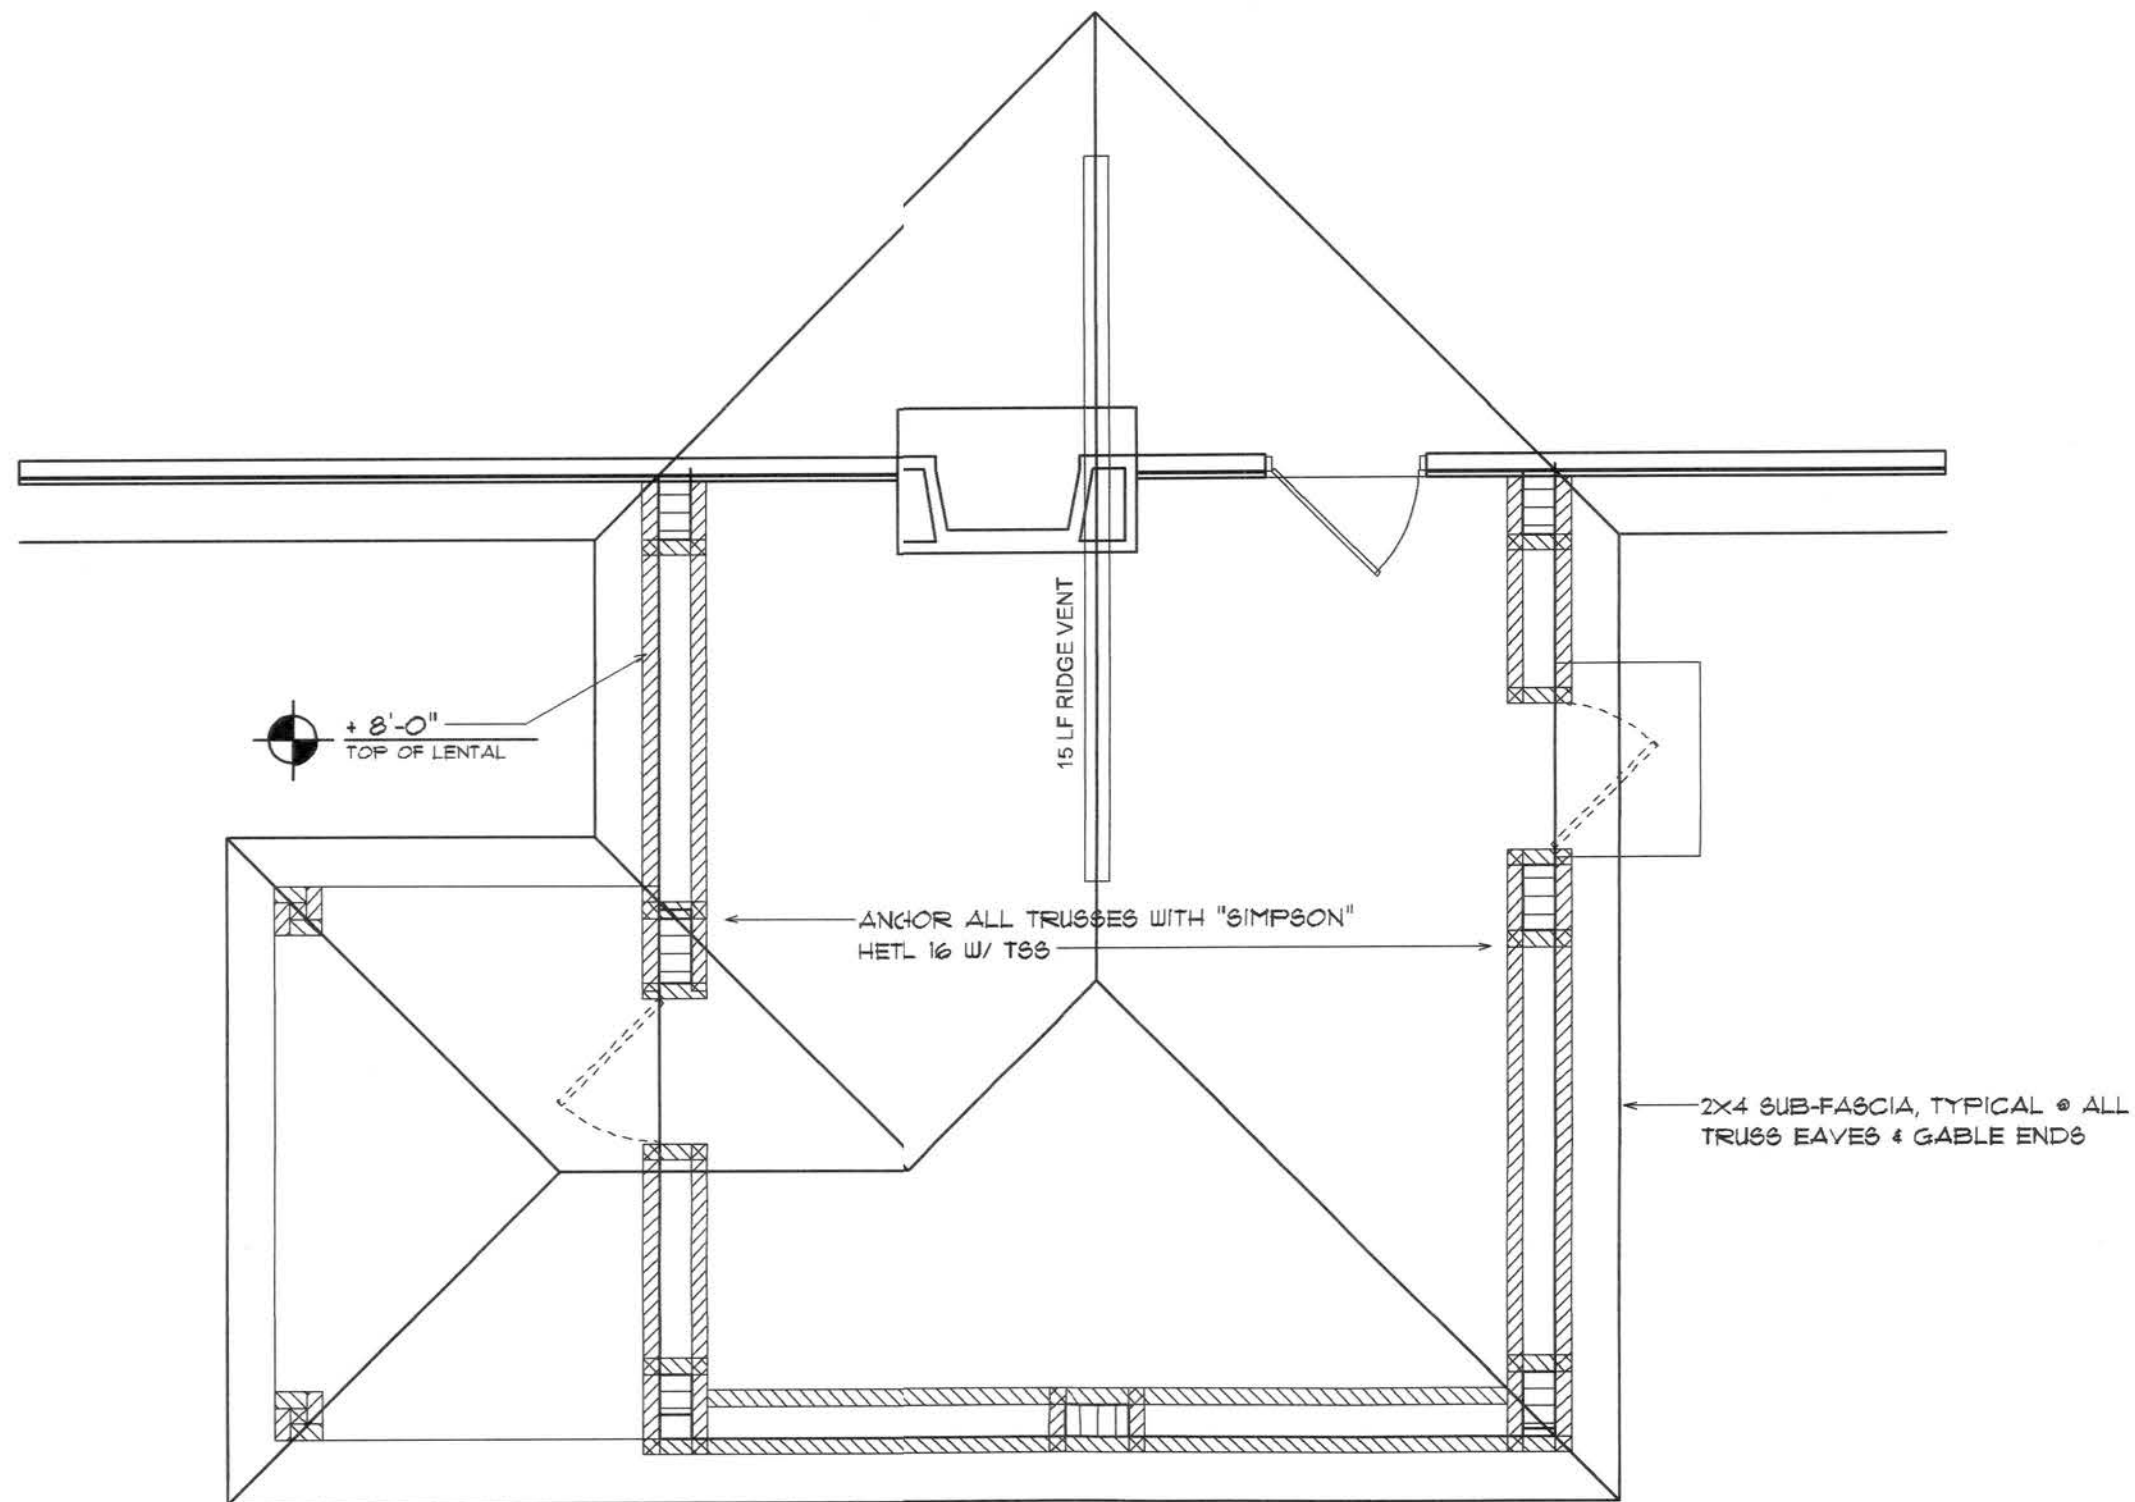 15 LF RIDGE VENT
+ 8'-0"
TOP OF LENTAL
ANCHOR ALL TRUSSES WITH "SIMPSON"
HETL 16 W/ TSS
2X4 SUB-FASCIA, TYPICAL @ ALL
TRUSS EAVES & GABLE ENDS